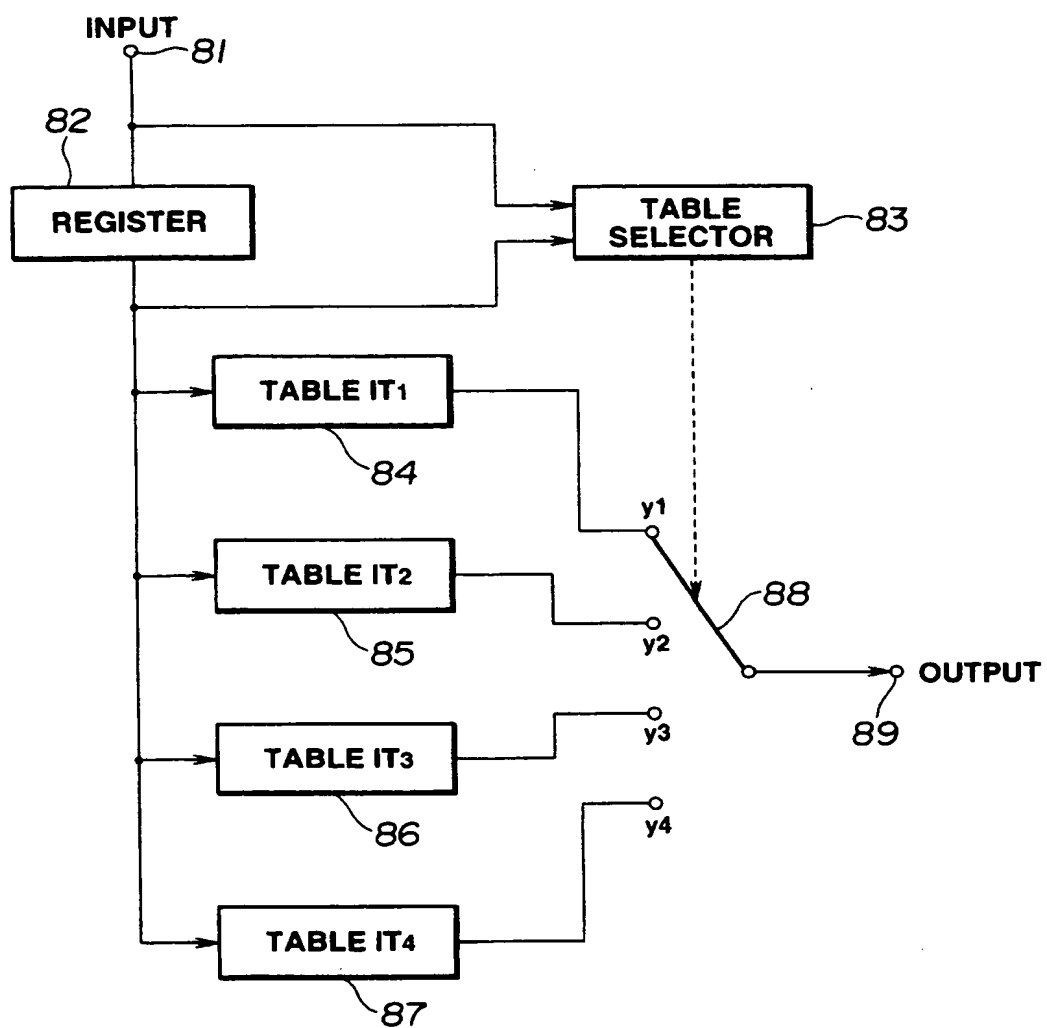 INPUT
81
82
REGISTER
TABLE
SELECTOR
83
TABLE IT1
84
y1
TABLE IT2
88
85
y2
OUTPUT
89
y3
TABLE IT3
86
y4
TABLE IT4
87